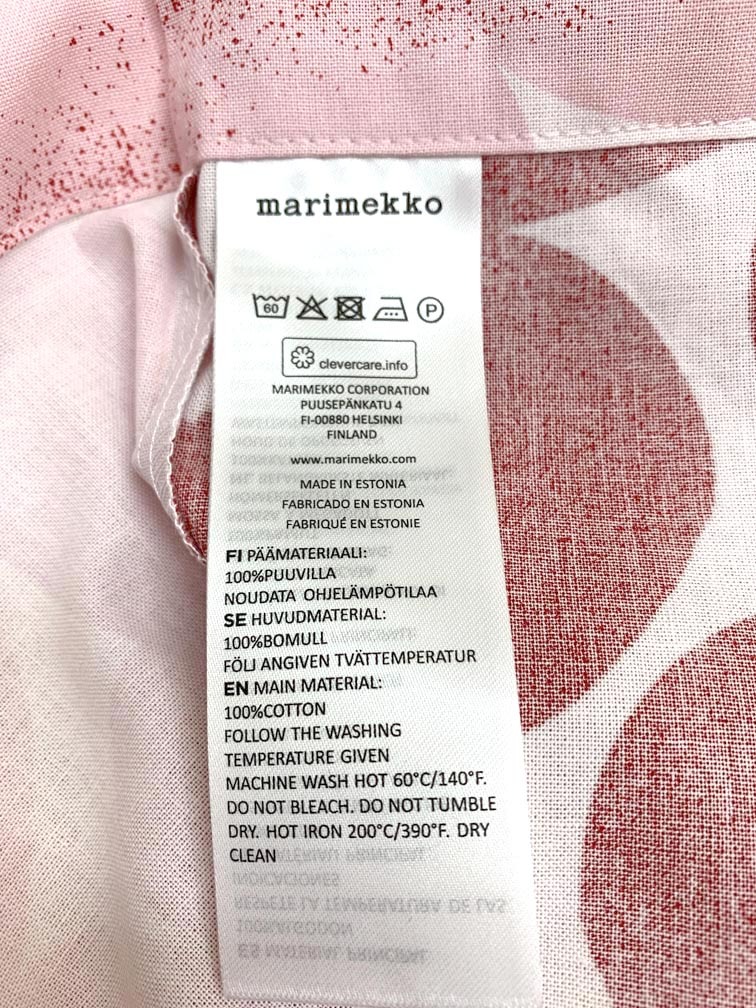 marimekko
60
P
clevercare.info
MARIMEKKO CORPORATION
PUUSEPÄNKATU 4
FI-00880 HELSINKI
FINLAND
www.marimekko.com
MADE IN ESTONIA
FABRICADO EN ESTONIA
FABRIQUÉ EN ESTONIE
FI PÄÄMATERIAALI:
100%PUUVILLA
NOUDATA OHJELÄMPÖTILAA
SE HUVUDMATERIAL:
100%BOMULL
FÖLJ ANGIVEN TVÄTTEMPERATUR
EN MAIN MATERIAL:
100%COTTON
FOLLOW THE WASHING
TEMPERATURE GIVEN
MACHINE WASH HOT 60°C/140°F.
DO NOT BLEACH. DO NOT TUMBLE
DRY. HOT IRON 200°C/390°F. DRY
CLEAN